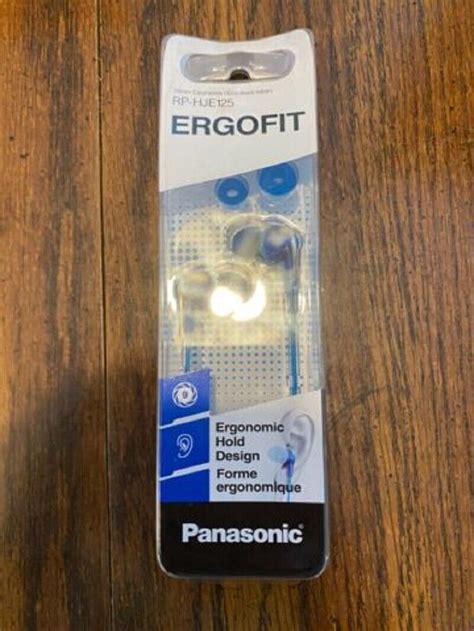 RP-HJE125
ERGOFIT
Ergonomic
Hold
Design
Forme
ergonomique
Panasonic